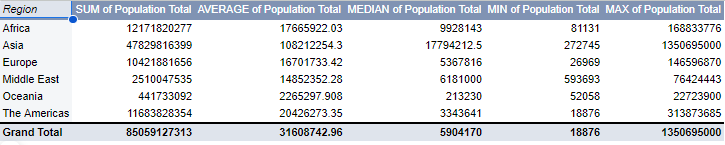 Region SUM of Population Total AVERAGE of Population Total MEDIAN of Population Total MIN of Population Total MAX of Population Total
Africa 12171820277 17665922.03 9928143 81131 168833776
Asia 47829816399 108212254.3 17794212.5 272745 1350695000
Europe 10421881656 16701733.42 5367816 26969 146596870
Middle East 2510047535 14852352.28 6181000 593693 76424443
Oceania 441733092 2265297.908 213230 52058 22723900
The Americas 11683828354 20426273.35 3343641 18876 313873685
Grand Total 85059127313 31608742.96 5904170 18876 1350695000